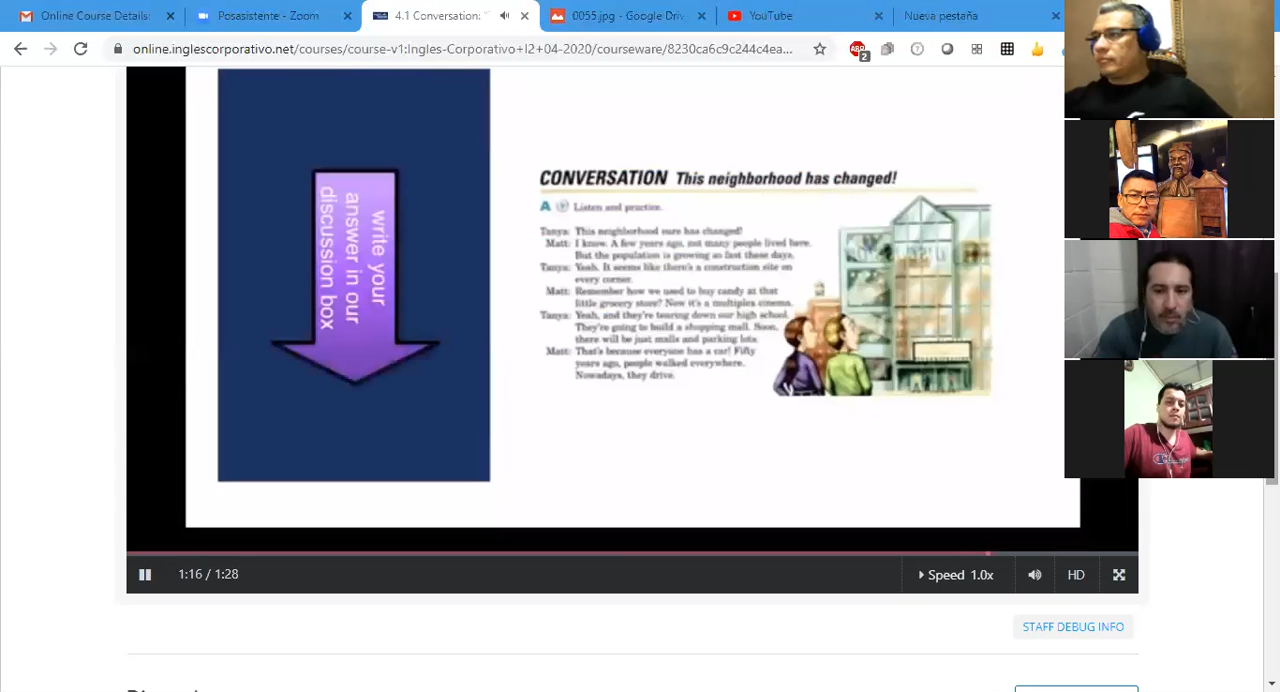 Online Course Details:
Posasistente - Zoom
4.1 Conversation: "
0055.jpg - Google Driv
YouTube
Nueva pestaña
online.inglescorporativo.net/courses/course-v1:Ingles-Corporativo+I2+04-2020/courseware/8230ca6c9c244c4ea...
ABP
2
write your
answer in our
discussion box
CONVERSATION This neighborhood has changed!
A Listen and practice.
Tanya: This neighborhood sure has changed!
Matt: I know. A few years ago, not many people lived here.
But the population is growing so fast these days.
Tanya: Yeah. It seems like there's a construction site on
every corner.
Matt: Remember how we used to buy candy at that
little grocery store? Now it's a multiplex cinema.
Tanya: Yeah, and they're tearing down our high school.
They're going to build a shopping mall. Soon,
there will be just malls and parking lots.
Matt: That's because everyone has a car! Fifty
years ago, people walked everywhere.
Nowadays, they drive.
1:16 / 1:28
Speed 1.0x
HD
STAFF DEBUG INFO